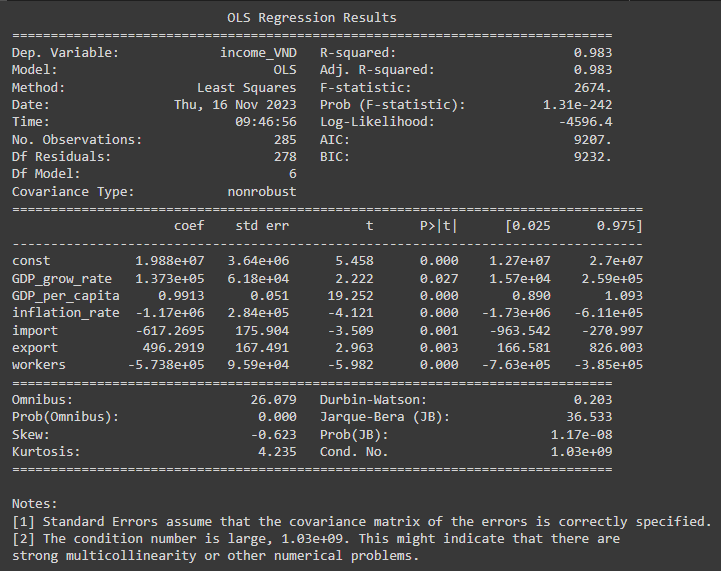 OLS Regression Results
==============================================================================
Dep. Variable:             income_VND   R-squared:                       0.983
Model:                            OLS   Adj. R-squared:                  0.983
Method:                 Least Squares   F-statistic:                     2674.
Date:                Thu, 16 Nov 2023   Prob (F-statistic):          1.31e-242
Time:                        09:46:56   Log-Likelihood:                -4596.4
No. Observations:                 285   AIC:                             9207.
Df Residuals:                     278   BIC:                             9232.
Df Model:                           6
Covariance Type:            nonrobust
==================================================================================
                     coef    std err          t      P>|t|      [0.025      0.975]
----------------------------------------------------------------------------------
const           1.988e+07   3.64e+06      5.458      0.000    1.27e+07     2.7e+07
GDP_grow_rate   1.373e+05   6.18e+04      2.222      0.027    1.57e+04    2.59e+05
GDP_per_capita     0.9913      0.051     19.252      0.000       0.890       1.093
inflation_rate  -1.17e+06   2.84e+05     -4.121      0.000   -1.73e+06   -6.11e+05
import          -617.2695    175.904     -3.509      0.001    -963.542    -270.997
export           496.2919    167.491      2.963      0.003     166.581     826.003
workers        -5.738e+05   9.59e+04     -5.982      0.000   -7.63e+05   -3.85e+05
==============================================================================
Omnibus:                       26.079   Durbin-Watson:                   0.203
Prob(Omnibus):                  0.000   Jarque-Bera (JB):               36.533
Skew:                          -0.623   Prob(JB):                     1.17e-08
Kurtosis:                       4.235   Cond. No.                     1.03e+09
==============================================================================
Notes:
[1] Standard Errors assume that the covariance matrix of the errors is correctly specified.
[2] The condition number is large, 1.03e+09. This might indicate that there are
strong multicollinearity or other numerical problems.